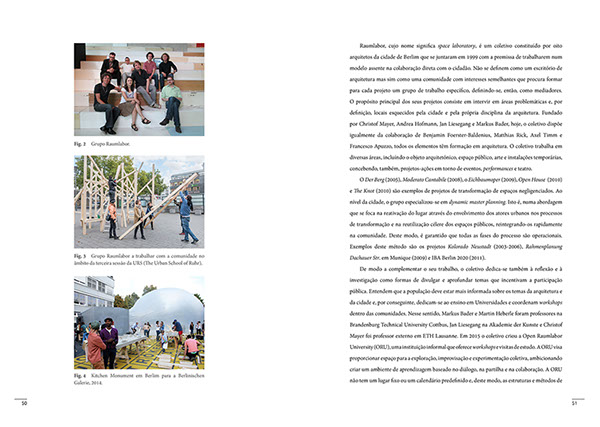 Fig. 2 Grupo Raumlabor.
Fig. 3 Grupo Raumlabor a trabalhar com a comunidade no
âmbito da terceira sessão da URS (The Urban School of Ruhr).
Fig. 4 Kitchen Monument em Berlim para a Berlinischen
Galerie, 2014.
50
Raumlabor, cujo nome significa space laboratory, é um coletivo constituído por oito
arquitetos da cidade de Berlim que se juntaram em 1999 com a premissa de trabalharem num
modelo assente na colaboração direta com o cidadão. Não se definem como um escritório de
arquitetura mas sim como uma comunidade com interesses semelhantes que procura formar
para cada projeto um grupo de trabalho específico, definindo-se, então, como mediadores.
O propósito principal dos seus projetos consiste em intervir em áreas problemáticas e, por
definição, locais esquecidos pela cidade e pela própria disciplina da arquitetura. Fundado
por Christof Mayer, Andrea Hofmann, Jan Liesegang e Markus Bader, hoje, o coletivo dispõe
igualmente da colaboração de Benjamin Foerster-Baldenius, Matthias Rick, Axel Timm e
Francesco Apuzzo, todos os elementos têm formação em arquitetura. O coletivo trabalha em
diversas áreas, incluindo o objeto arquitetónico, espaço público, arte e instalações temporárias,
concebendo, também, projetos-ações em torno de eventos, performances e teatro.
O Der Berg (2005), Moderato Cantabile (2008), o Eichbaumoper (2009), Open House (2010)
e The Knot (2010) são exemplos de projetos de transformação de espaços negligenciados. Ao
nível da cidade, o grupo especializou-se em dynamic master planning. Isto é, numa abordagem
que se foca na reativação do lugar através do envolvimento dos atores urbanos nos processos
de transformação e na reutilização célere dos espaços públicos, reintegrando-os rapidamente
na comunidade. Deste modo, é garantido que todas as fases do processo são operacionais.
Exemplos deste método são os projetos Kolorado Neustadt (2003-2006), Rahmenplanung
Dachauer Str. em Munique (2009) e IBA Berlin 2020 (2011).
De modo a complementar o seu trabalho, o coletivo dedica-se também à reflexão e à
investigação como formas de divulgar e aprofundar temas que incentivam a participação
pública. Entendem que a população deve estar mais informada sobre os temas da arquitetura e
da cidade e, por conseguinte, dedicam-se ao ensino em Universidades e coordenam workshops
dentro das comunidades. Nesse sentido, Markus Bader e Martin Heberle foram professores na
Brandenburg Technical University Cottbus, Jan Liesegang na Akademie der Kunste e Christof
Mayer foi professor externo em ETH Lausanne. Em 2015 o coletivo criou a Open Raumlabor
University (ORU), uma instituição informal que oferece workshops e visitas de estudo. A ORU visa
proporcionar espaço para a exploração, improvisação e experimentação coletiva, ambicionando
criar um ambiente de aprendizagem baseado no diálogo, na partilha e na colaboração. A ORU
não tem um lugar fixo ou um calendário predefinido e, deste modo, as estruturas e métodos de
51